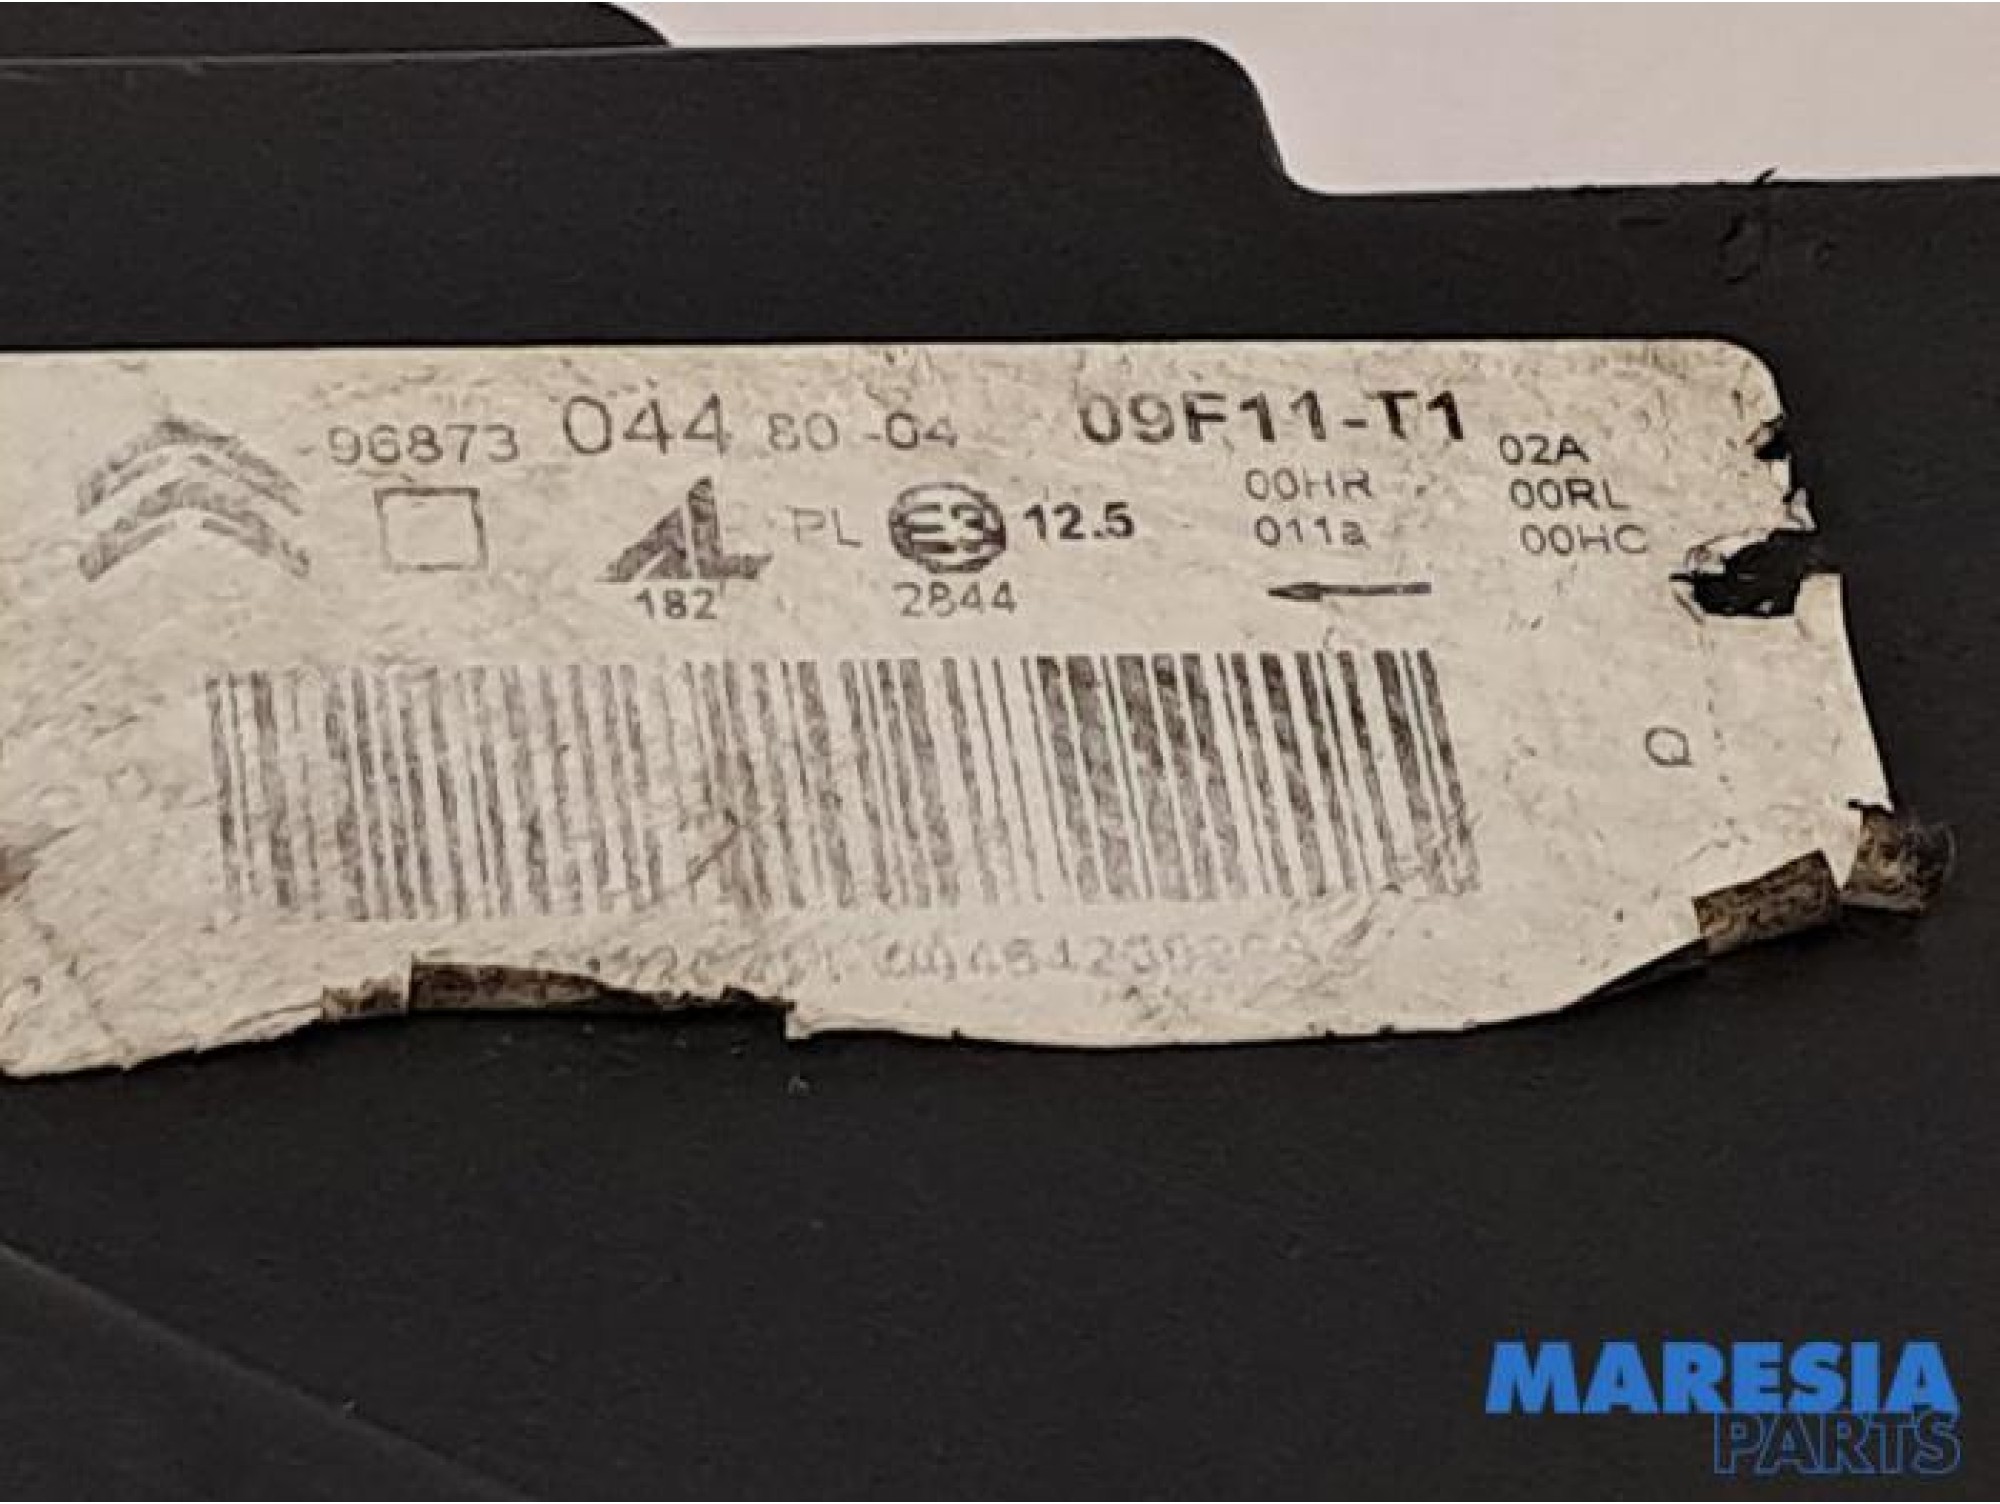 96873 044 80-04 09F11-T1
02A
00HR 00RL
AL PL E3 12.5 011a 00HC
182 2844
Q
MARESIA
PARTS